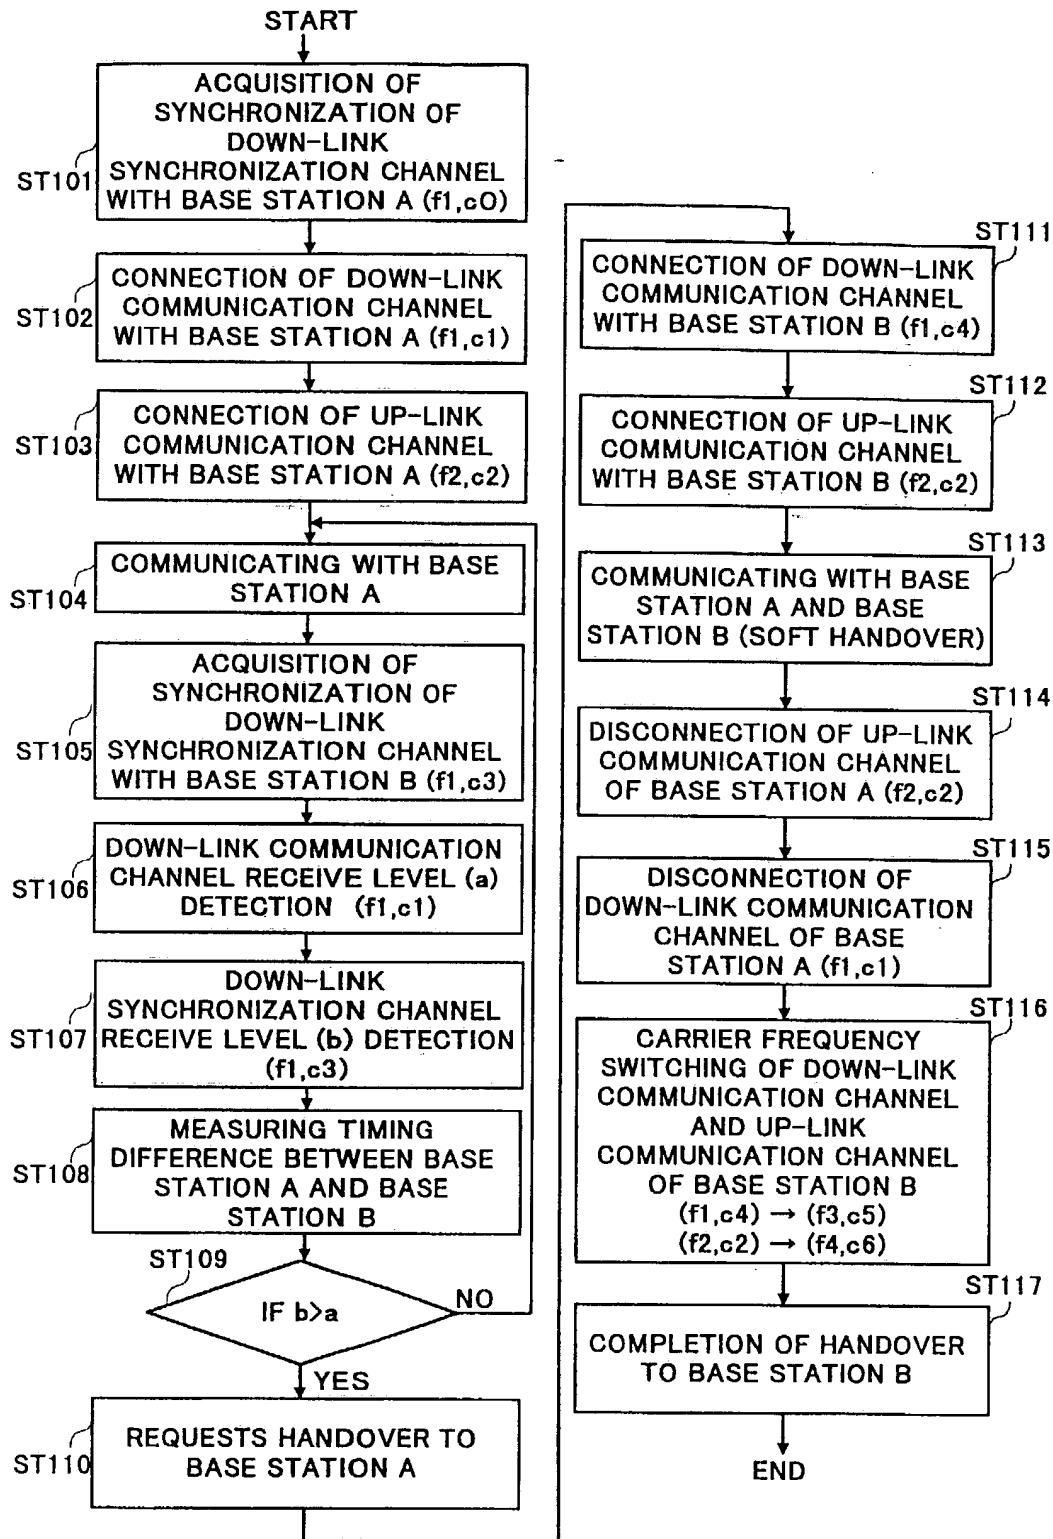 START
ACQUISITION OF
SYNCHRONIZATION OF
DOWN-LINK
SYNCHRONIZATION CHANNEL
WITH BASE STATION A (f1,c0)
ST101
CONNECTION OF DOWN-LINK
COMMUNICATION CHANNEL
WITH BASE STATION A (f1,c1)
ST102
CONNECTION OF UP-LINK
COMMUNICATION CHANNEL
WITH BASE STATION A (f2,c2)
ST103
COMMUNICATING WITH BASE
STATION A
ST104
ACQUISITION OF
SYNCHRONIZATION OF
DOWN-LINK
SYNCHRONIZATION CHANNEL
WITH BASE STATION B (f1,c3)
ST105
DOWN-LINK COMMUNICATION
CHANNEL RECEIVE LEVEL (a)
DETECTION (f1,c1)
ST106
DOWN-LINK
SYNCHRONIZATION CHANNEL
RECEIVE LEVEL (b) DETECTION
(f1,c3)
ST107
MEASURING TIMING
DIFFERENCE BETWEEN BASE
STATION A AND BASE
STATION B
ST108
ST109
IF b>a
NO
YES
REQUESTS HANDOVER TO
BASE STATION A
ST110
ST111
CONNECTION OF DOWN-LINK
COMMUNICATION CHANNEL
WITH BASE STATION B (f1,c4)
ST112
CONNECTION OF UP-LINK
COMMUNICATION CHANNEL
WITH BASE STATION B (f2,c2)
ST113
COMMUNICATING WITH BASE
STATION A AND BASE
STATION B (SOFT HANDOVER)
ST114
DISCONNECTION OF UP-LINK
COMMUNICATION CHANNEL
OF BASE STATION A (f2,c2)
ST115
DISCONNECTION OF
DOWN-LINK COMMUNICATION
CHANNEL OF BASE
STATION A (f1,c1)
ST116
CARRIER FREQUENCY
SWITCHING OF DOWN-LINK
COMMUNICATION CHANNEL
AND UP-LINK
COMMUNICATION CHANNEL
OF BASE STATION B
(f1,c4) → (f3,c5)
(f2,c2) → (f4,c6)
ST117
COMPLETION OF HANDOVER
TO BASE STATION B
END